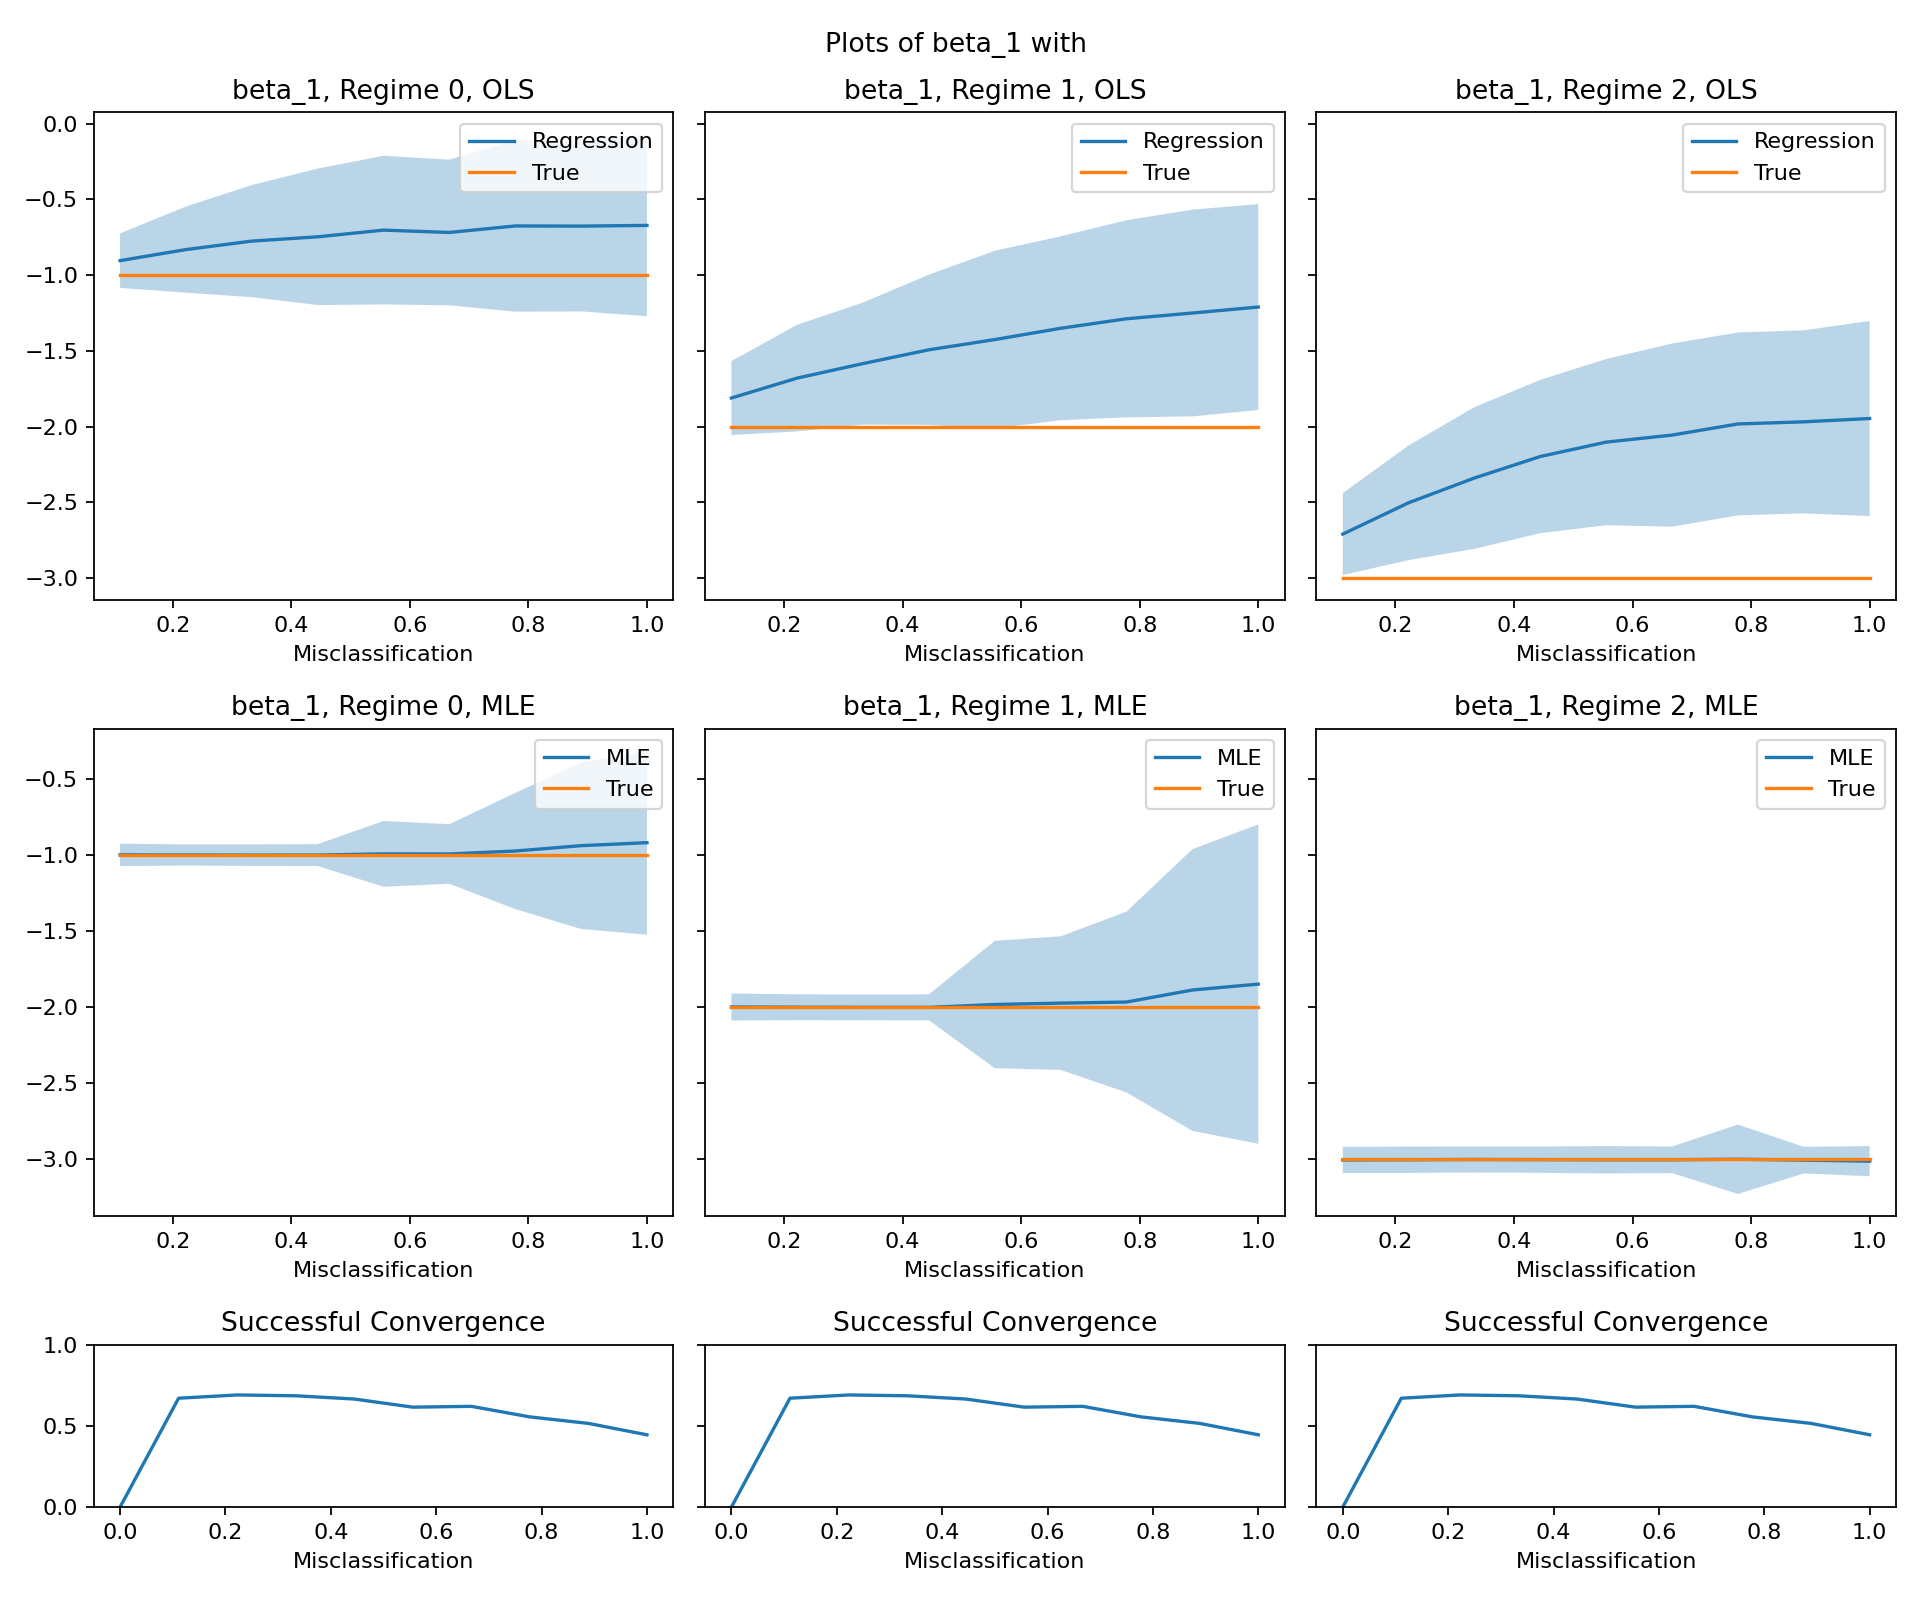 Plots of beta_1 with
beta_1, Regime 0, OLS
beta_1, Regime 1, OLS
beta_1, Regime 2, OLS
0.0
−0.5
−1.0
−1.5
−2.0
−2.5
−3.0
Regression
True
Regression
True
Regression
True
0.2 0.4 0.6 0.8 1.0
0.2 0.4 0.6 0.8 1.0
0.2 0.4 0.6 0.8 1.0
Misclassification
Misclassification
Misclassification
beta_1, Regime 0, MLE
beta_1, Regime 1, MLE
beta_1, Regime 2, MLE
−0.5
−1.0
−1.5
−2.0
−2.5
−3.0
MLE
True
MLE
True
MLE
True
0.2 0.4 0.6 0.8 1.0
0.2 0.4 0.6 0.8 1.0
0.2 0.4 0.6 0.8 1.0
Misclassification
Misclassification
Misclassification
Successful Convergence
Successful Convergence
Successful Convergence
1.0
0.5
0.0
0.0 0.2 0.4 0.6 0.8 1.0
0.0 0.2 0.4 0.6 0.8 1.0
0.0 0.2 0.4 0.6 0.8 1.0
Misclassification
Misclassification
Misclassification